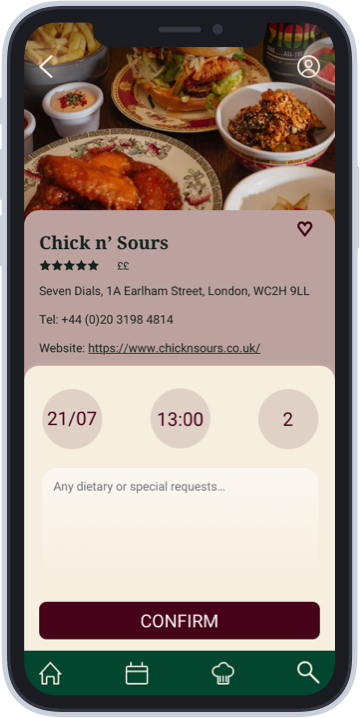 Chick n' Sours
££
Seven Dials, 1A Earlham Street, London, WC2H 9LL
Tel: +44 (0)20 3198 4814
Website: https://www.chicknsours.co.uk/
21/07 13:00 2
Any dietary or special requests...
CONFIRM